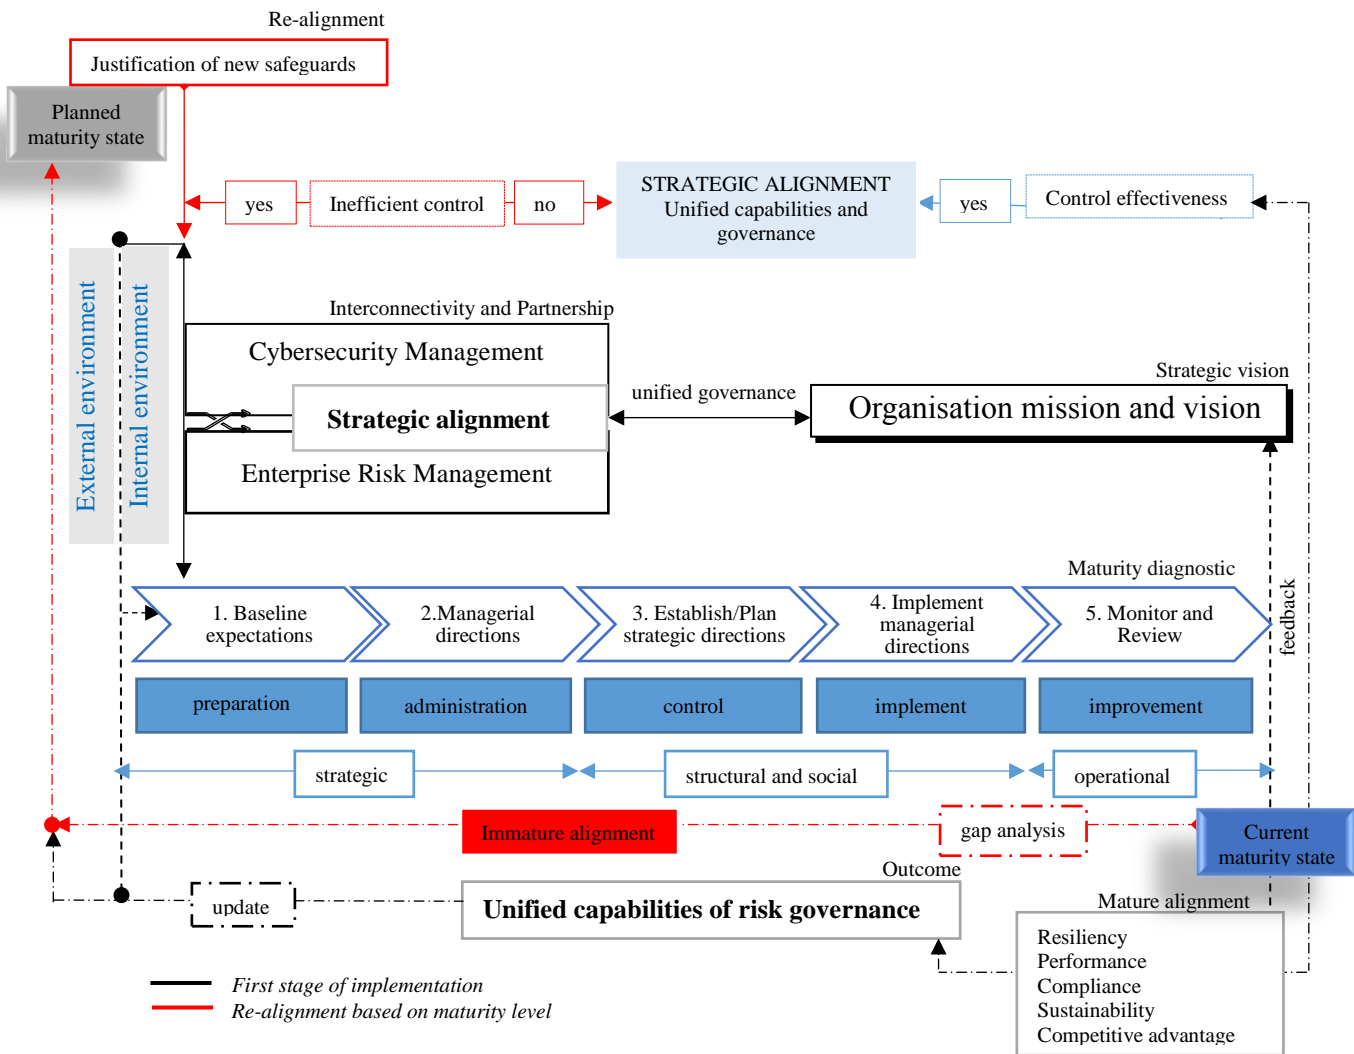 Re-alignment
Justification of new safeguards
Planned
maturity state
yes
Inefficient control
no
STRATEGIC ALIGNMENT
Unified capabilities and
governance
yes
Control effectiveness
External environment
Internal environment
Interconnectivity and Partnership
Cybersecurity Management
Strategic alignment
Enterprise Risk Management
unified governance
Strategic vision
Organisation mission and vision
Maturity diagnostic
1. Baseline
expectations
2.Managerial
directions
3. Establish/Plan
strategic directions
4. Implement
managerial
directions
5. Monitor and
Review
feedback
preparation
administration
control
implement
improvement
strategic
structural and social
operational
Immature alignment
gap analysis
Current
maturity state
Outcome
update
Unified capabilities of risk governance
Mature alignment
Resiliency
Performance
Compliance
Sustainability
Competitive advantage
First stage of implementation
Re-alignment based on maturity level